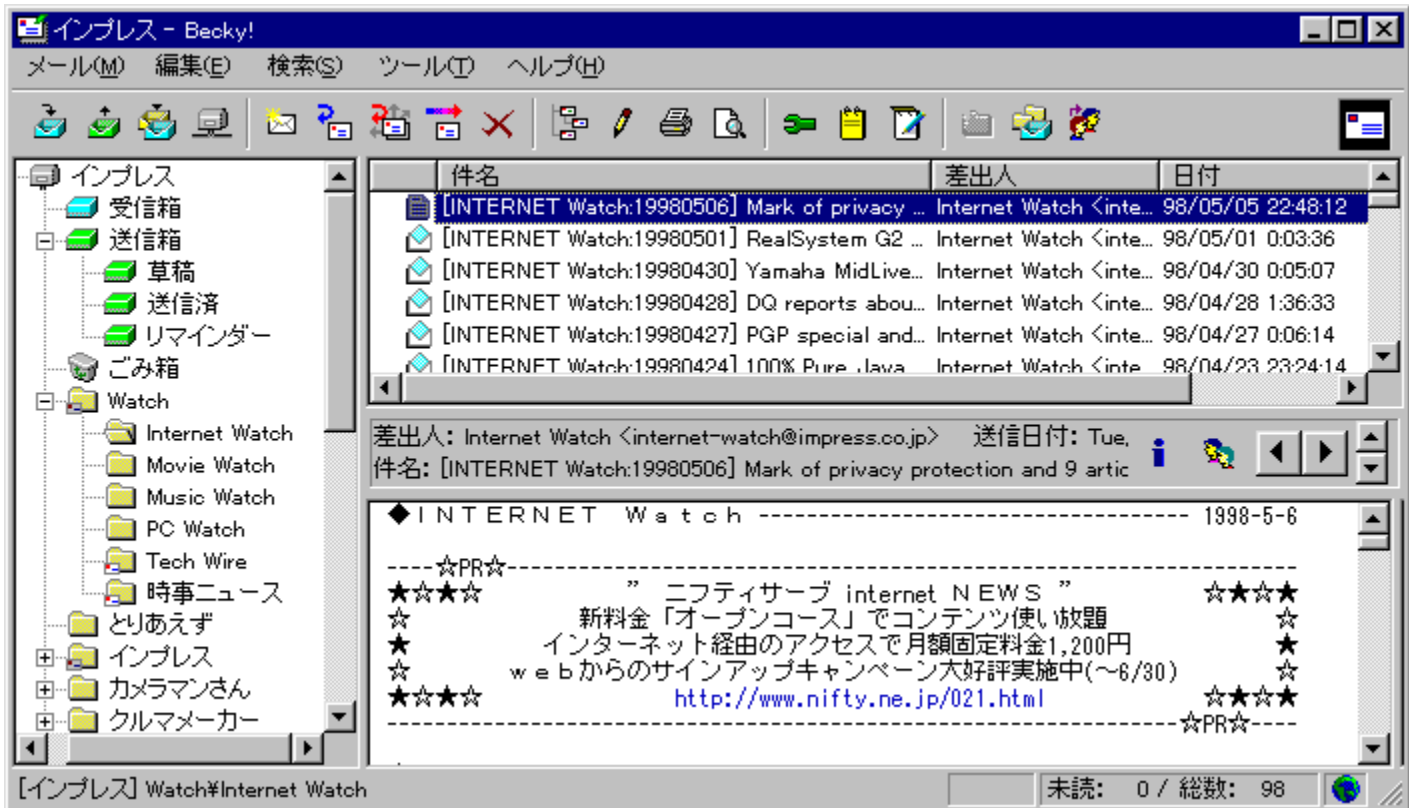 インプレス - Becky!
メール(M) 編集(E) 検索(S) ツール(T) ヘルプ(H)
インプレス
受信箱
送信箱
草稿
送信済
リマインダー
ごみ箱
Watch
Internet Watch
Movie Watch
Music Watch
PC Watch
Tech Wire
時事ニュース
とりあえず
インプレス
カメラマンさん
クルマメーカー
件名 差出人 日付
[INTERNET Watch:19980506] Mark of privacy ... Internet Watch <inte... 98/05/05 22:48:12
[INTERNET Watch:19980501] RealSystem G2 ... Internet Watch <inte... 98/05/01 0:03:36
[INTERNET Watch:19980430] Yamaha MidLive... Internet Watch <inte... 98/04/30 0:05:07
[INTERNET Watch:19980428] DQ reports abou... Internet Watch <inte... 98/04/28 1:36:33
[INTERNET Watch:19980427] PGP special and... Internet Watch <inte... 98/04/27 0:06:14
[INTERNET Watch:19980424] 100% Pure Java ... Internet Watch <inte... 98/04/23 23:24:14
差出人: Internet Watch <internet-watch@impress.co.jp> 送信日付: Tue,
件名: [INTERNET Watch:19980506] Mark of privacy protection and 9 artic
◆ＩＮＴＥＲＮＥＴ Ｗａｔｃｈ ---------------------------------- 1998-5-6
----☆PR☆--------------------------------------------------------------
★☆★☆ ” ニフティサーブ internet ＮＥＷＳ ” ☆★☆★
☆ 新料金「オープンコース」でコンテンツ使い放題 ☆
★ インターネット経由のアクセスで月額固定料金1,200円 ★
☆ ｗｅｂからのサインアップキャンペーン大好評実施中(～6/30) ☆
★☆★☆ http://www.nifty.ne.jp/021.html ☆★☆★
--------------------------------------------------------------☆PR☆----
[インプレス] Watch¥Internet Watch
未読: 0 / 総数: 98